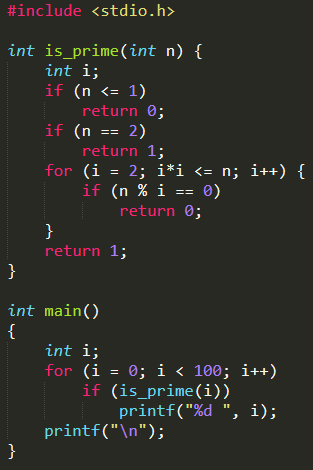 #include <stdio.h>

int is_prime(int n) {
    int i;
    if (n <= 1)
        return 0;
    if (n == 2)
        return 1;
    for (i = 2; i*i <= n; i++) {
        if (n % i == 0)
            return 0;
    }
    return 1;
}

int main()
{
    int i;
    for (i = 0; i < 100; i++)
        if (is_prime(i))
            printf("%d ", i);
    printf("\n");
}